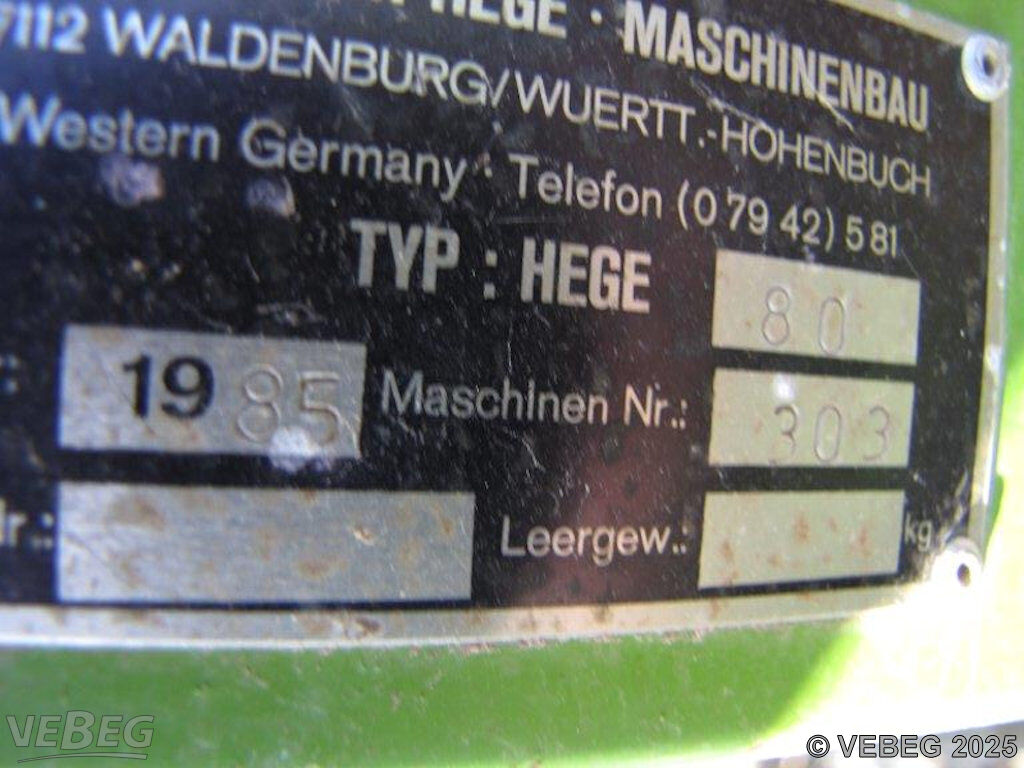 HEGE · MASCHINENBAU
7112 WALDENBURG/WUERTT.-HOHENBUCH
Western Germany · Telefon (0 79 42) 5 81
TYP : HEGE 80
1985 Maschinen Nr.: 303
Leergew.: kg
VEBEG
© VEBEG 2025